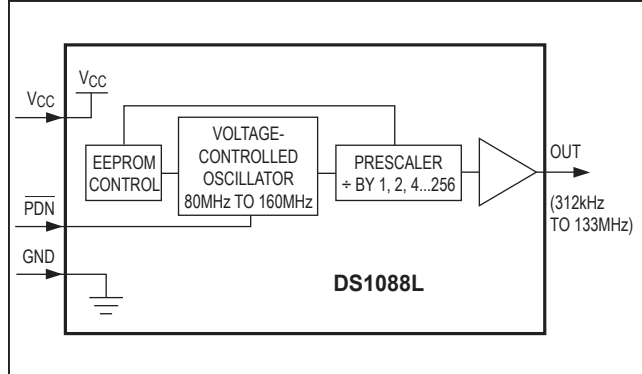 VCC
VCC
PDN
GND
EEPROM
CONTROL
VOLTAGE-
CONTROLLED
OSCILLATOR
80MHz TO 160MHz
PRESCALER
÷ BY 1, 2, 4...256
OUT
(312kHz
TO 133MHz)
DS1088L